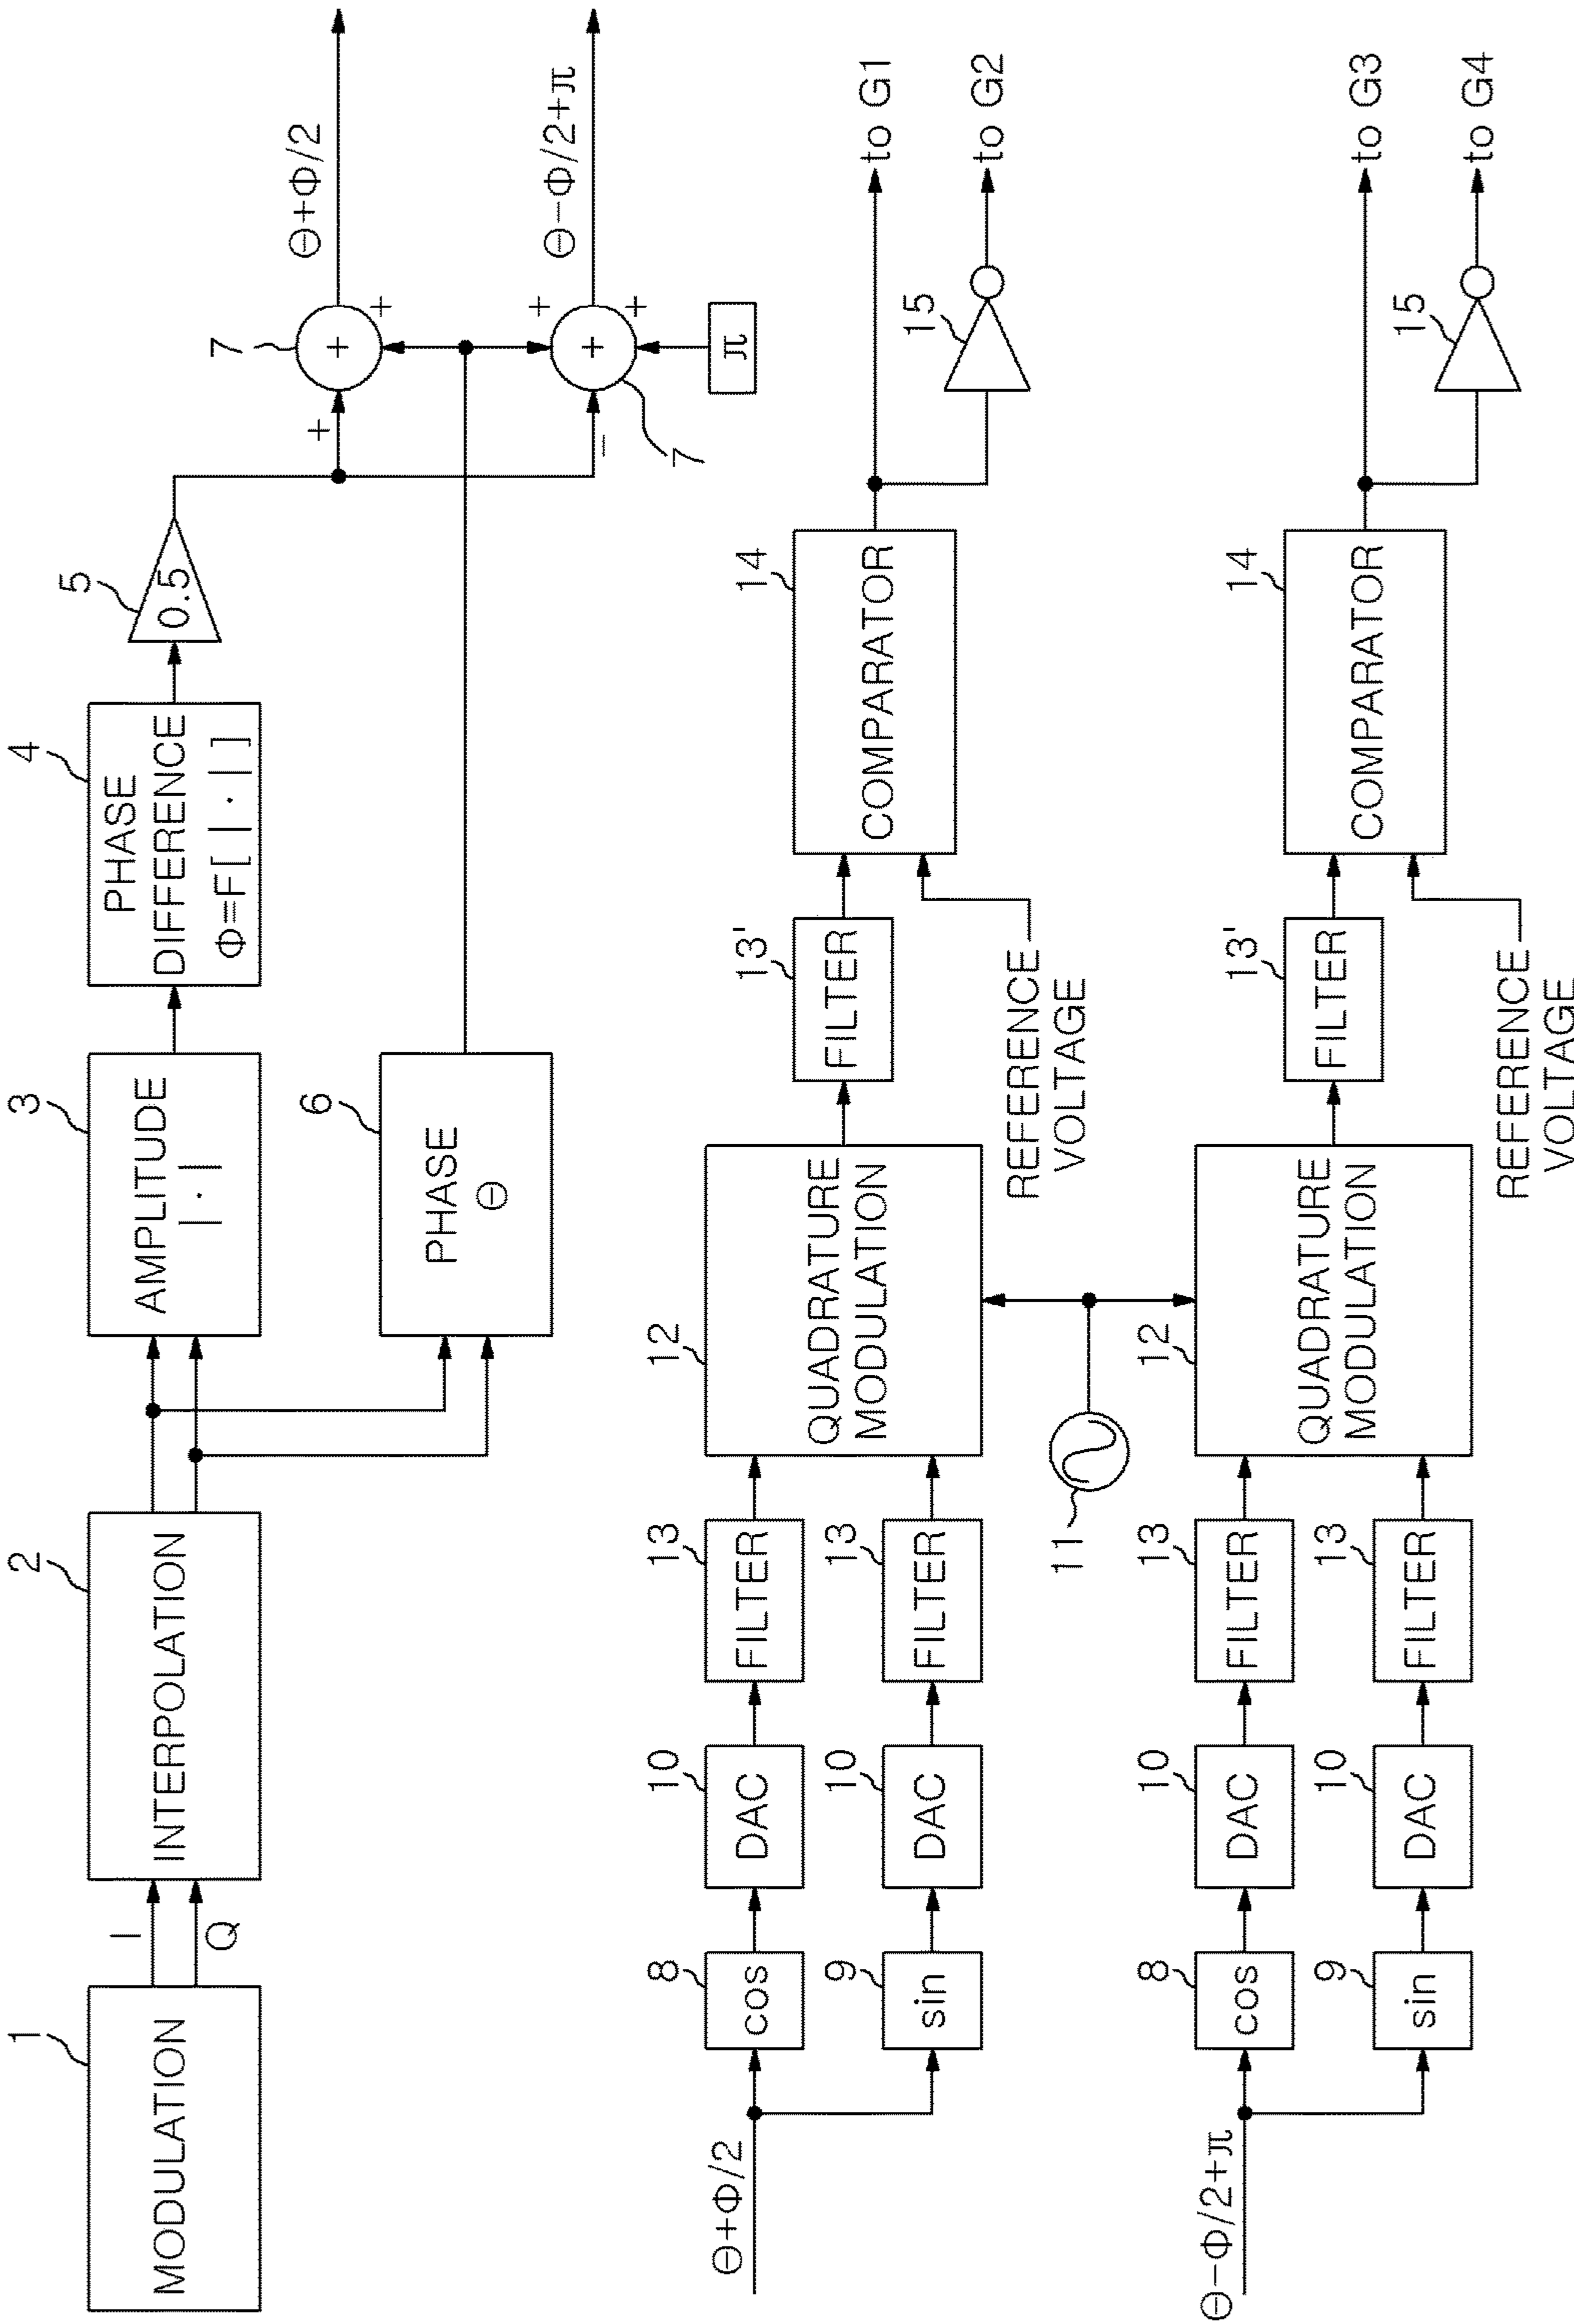 1
MODULATION
I
Q
2
INTERPOLATION
3
AMPLITUDE
| · |
4
PHASE
DIFFERENCE
Φ=F[ | · | ]
5
0.5
6
PHASE
Θ
7
+
+
+
Θ+Φ/2
7
+
−
+
+
Θ−Φ/2+π
π
Θ+Φ/2
8
cos
10
DAC
13
FILTER
9
sin
10
DAC
13
FILTER
12
QUADRATURE
MODULATION
13'
FILTER
REFERENCE
VOLTAGE
14
COMPARATOR
to G1
15
to G2
11
Θ−Φ/2+π
8
cos
10
DAC
13
FILTER
9
sin
10
DAC
13
FILTER
12
QUADRATURE
MODULATION
13'
FILTER
REFERENCE
VOLTAGE
14
COMPARATOR
to G3
15
to G4